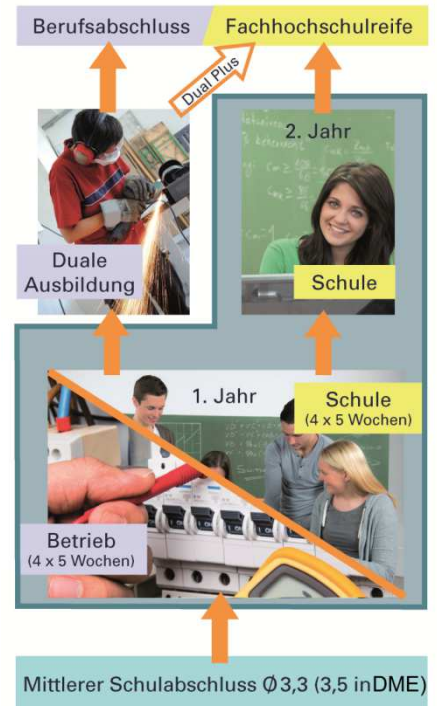 Berufsabschluss
Fachhochschulreife
Dual Plus
2. Jahr
Duale
Ausbildung
Schule
1. Jahr
Schule
(4 x 5 Wochen)
Betrieb
(4 x 5 Wochen)
Mittlerer Schulabschluss Ø 3,3 (3,5 inDME)